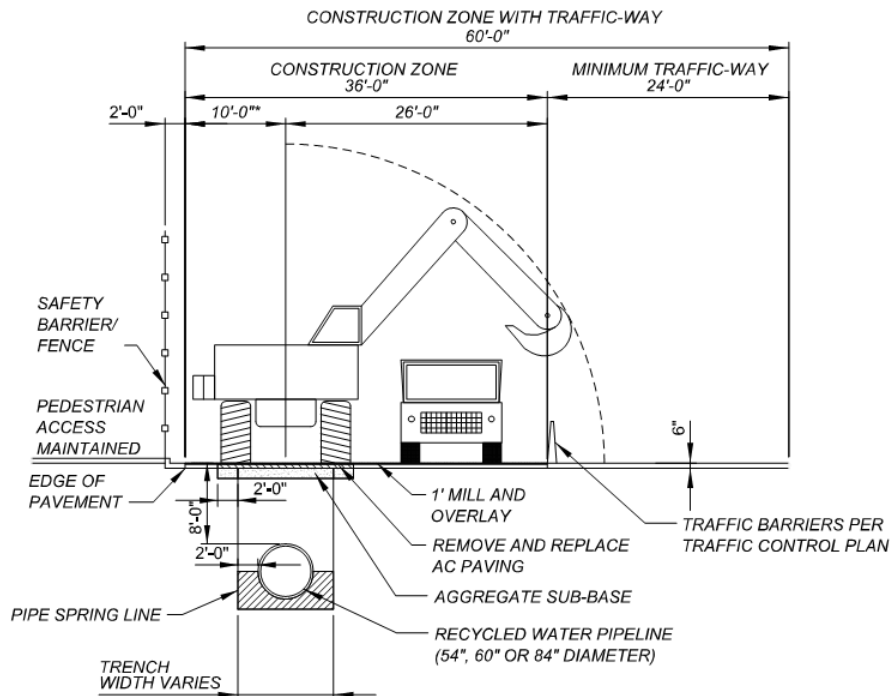 CONSTRUCTION ZONE WITH TRAFFIC-WAY
60'-0"
CONSTRUCTION ZONE
36'-0"
MINIMUM TRAFFIC-WAY
24'-0"
2'-0"
10'-0"*
26'-0"
SAFETY
BARRIER/
FENCE
PEDESTRIAN
ACCESS
MAINTAINED
EDGE OF
PAVEMENT
6"
2'-0"
8'-0"
2'-0"
1' MILL AND
OVERLAY
REMOVE AND REPLACE
AC PAVING
TRAFFIC BARRIERS PER
TRAFFIC CONTROL PLAN
AGGREGATE SUB-BASE
PIPE SPRING LINE
RECYCLED WATER PIPELINE
(54", 60" OR 84" DIAMETER)
TRENCH
WIDTH VARIES